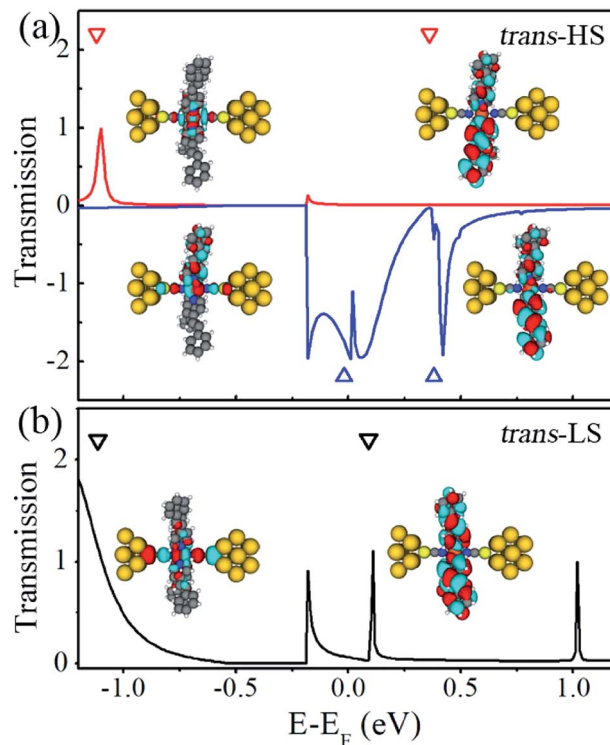 (a)
trans-HS
2
1
0
-1
-2
Transmission
(b)
trans-LS
2
1
0
Transmission
-1.0 -0.5 0.0 0.5 1.0
E-E_F (eV)